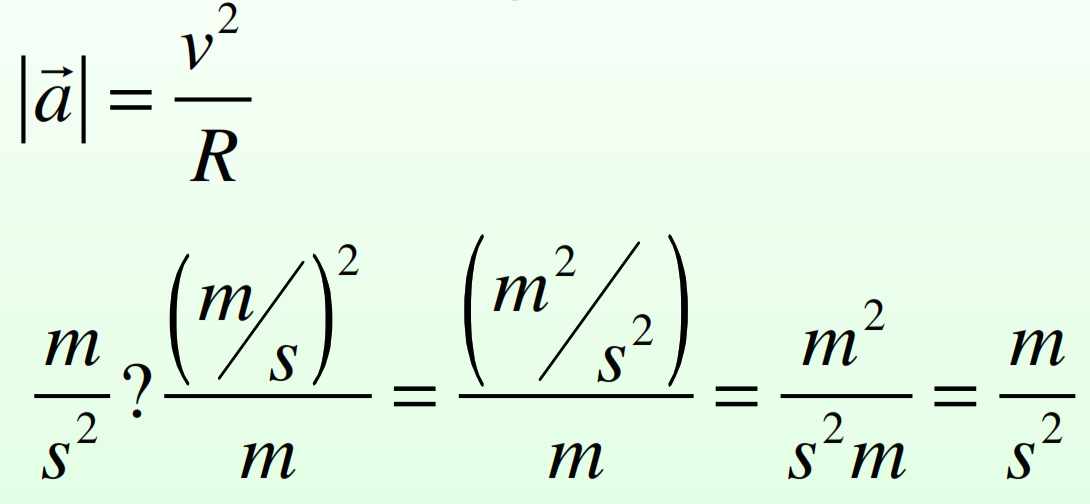 |a⃗| = v²/R
m/s² ? (m/s)²/m = (m²/s²)/m = m²/s²m = m/s²